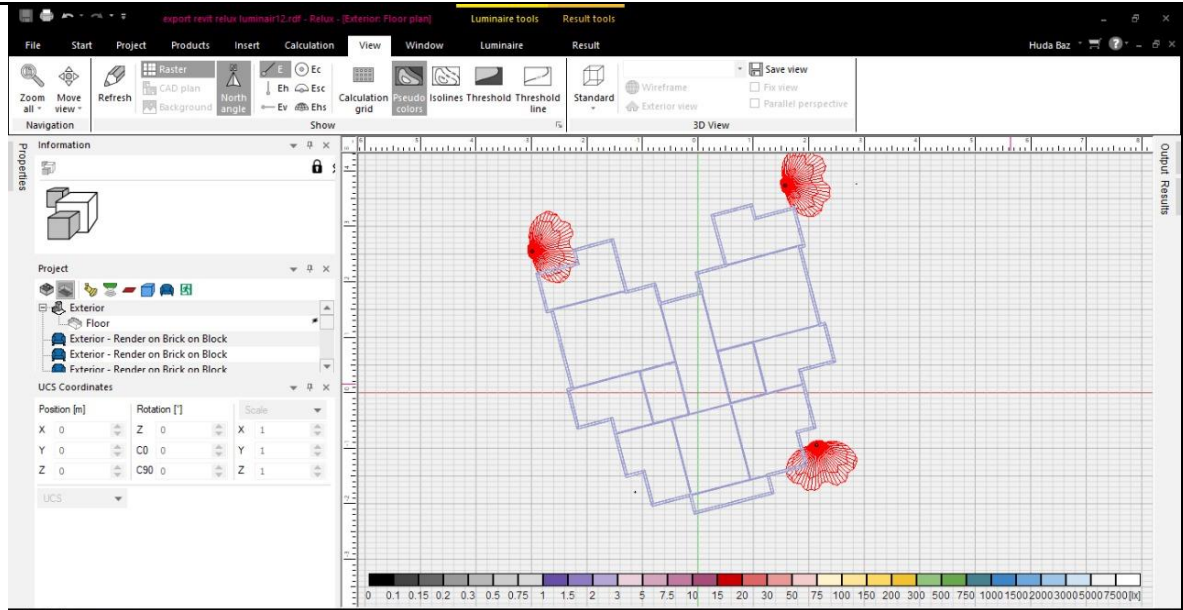 export revit relux luminair12.rdf - Relux - [Exterior: Floor plan] Luminaire tools Result tools
File Start Project Products Insert Calculation View Window Luminaire Result Huda Baz
Zoom all
Move view
Refresh
Raster
CAD plan
Background
North angle
E Ec
Eh Esc
Ev Ehs
Calculation grid
Pseudo colors
Isolines
Threshold
Threshold line
Standard
Wireframe
Exterior view
Save view
Fix view
Parallel perspective
Navigation Show 3D View
Properties
Information
Project
Exterior
Floor
Exterior - Render on Brick on Block
Exterior - Render on Brick on Block
Exterior - Render on Brick on Block
UCS Coordinates
Position [m] Rotation [°] Scale
X 0 Z 0 X 1
Y 0 C0 0 Y 1
Z 0 C90 0 Z 1
UCS
Output Results
0 0.1 0.15 0.2 0.3 0.5 0.75 1 1.5 2 3 5 7.5 10 15 20 30 50 75 100 150 200 300 500 750 1000 1500 2000 3000 5000 7500 [lx]